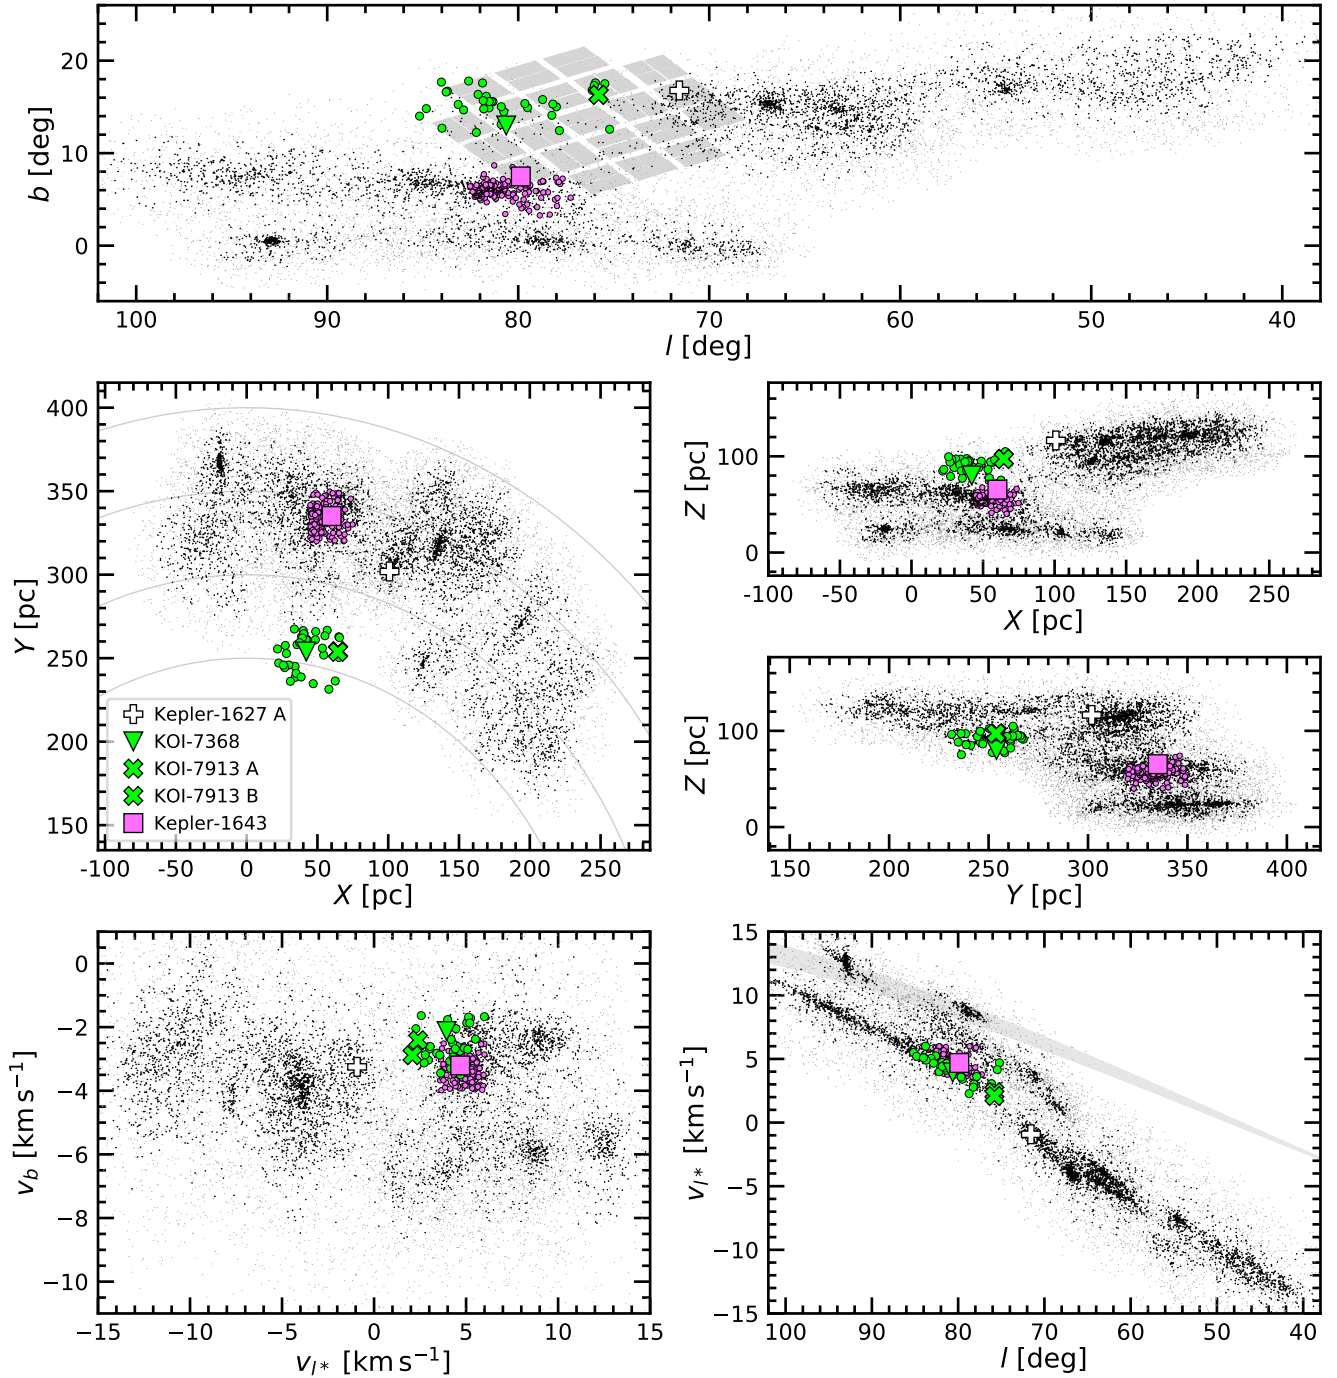 20
10
0
b [deg]
100 90 80 70 60 50 40
l [deg]
400
350
300
250
200
150
Y [pc]
Kepler-1627 A
KOI-7368
KOI-7913 A
KOI-7913 B
Kepler-1643
-100 -50 0 50 100 150 200 250
X [pc]
100
0
Z [pc]
-100 -50 0 50 100 150 200 250
X [pc]
100
0
Z [pc]
150 200 250 300 350 400
Y [pc]
0
−2
−4
−6
−8
−10
v_b [km s⁻¹]
−15 −10 −5 0 5 10 15
v_{l*} [km s⁻¹]
15
10
5
0
−5
−10
−15
v_{l*} [km s⁻¹]
100 90 80 70 60 50 40
l [deg]